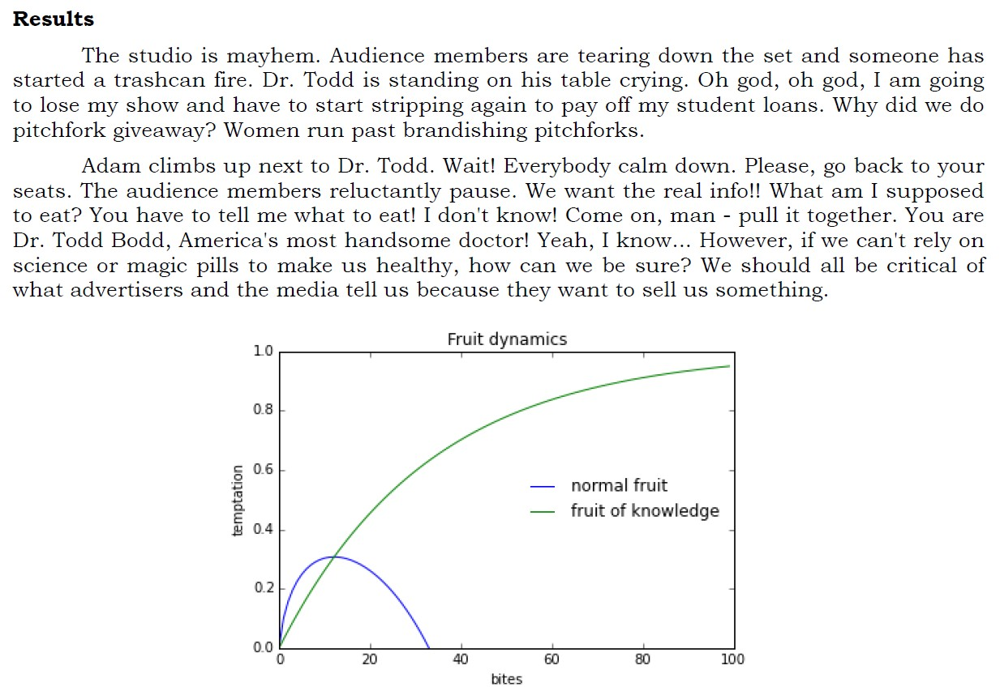 Results
The studio is mayhem. Audience members are tearing down the set and someone has
started a trashcan fire. Dr. Todd is standing on his table crying. Oh god, oh god, I am going
to lose my show and have to start stripping again to pay off my student loans. Why did we do
pitchfork giveaway? Women run past brandishing pitchforks.
Adam climbs up next to Dr. Todd. Wait! Everybody calm down. Please, go back to your
seats. The audience members reluctantly pause. We want the real info!! What am I supposed
to eat? You have to tell me what to eat! I don't know! Come on, man - pull it together. You are
Dr. Todd Bodd, America's most handsome doctor! Yeah, I know... However, if we can't rely on
science or magic pills to make us healthy, how can we be sure? We should all be critical of
what advertisers and the media tell us because they want to sell us something.
Fruit dynamics
1.0
0.8
0.6
0.4
0.2
0.0
temptation
normal fruit
fruit of knowledge
0 20 40 60 80 100
bites